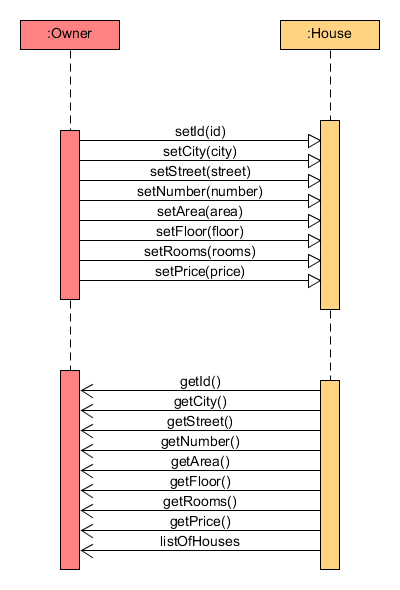 :Owner
:House
setId(id)
setCity(city)
setStreet(street)
setNumber(number)
setArea(area)
setFloor(floor)
setRooms(rooms)
setPrice(price)
getId()
getCity()
getStreet()
getNumber()
getArea()
getFloor()
getRooms()
getPrice()
listOfHouses